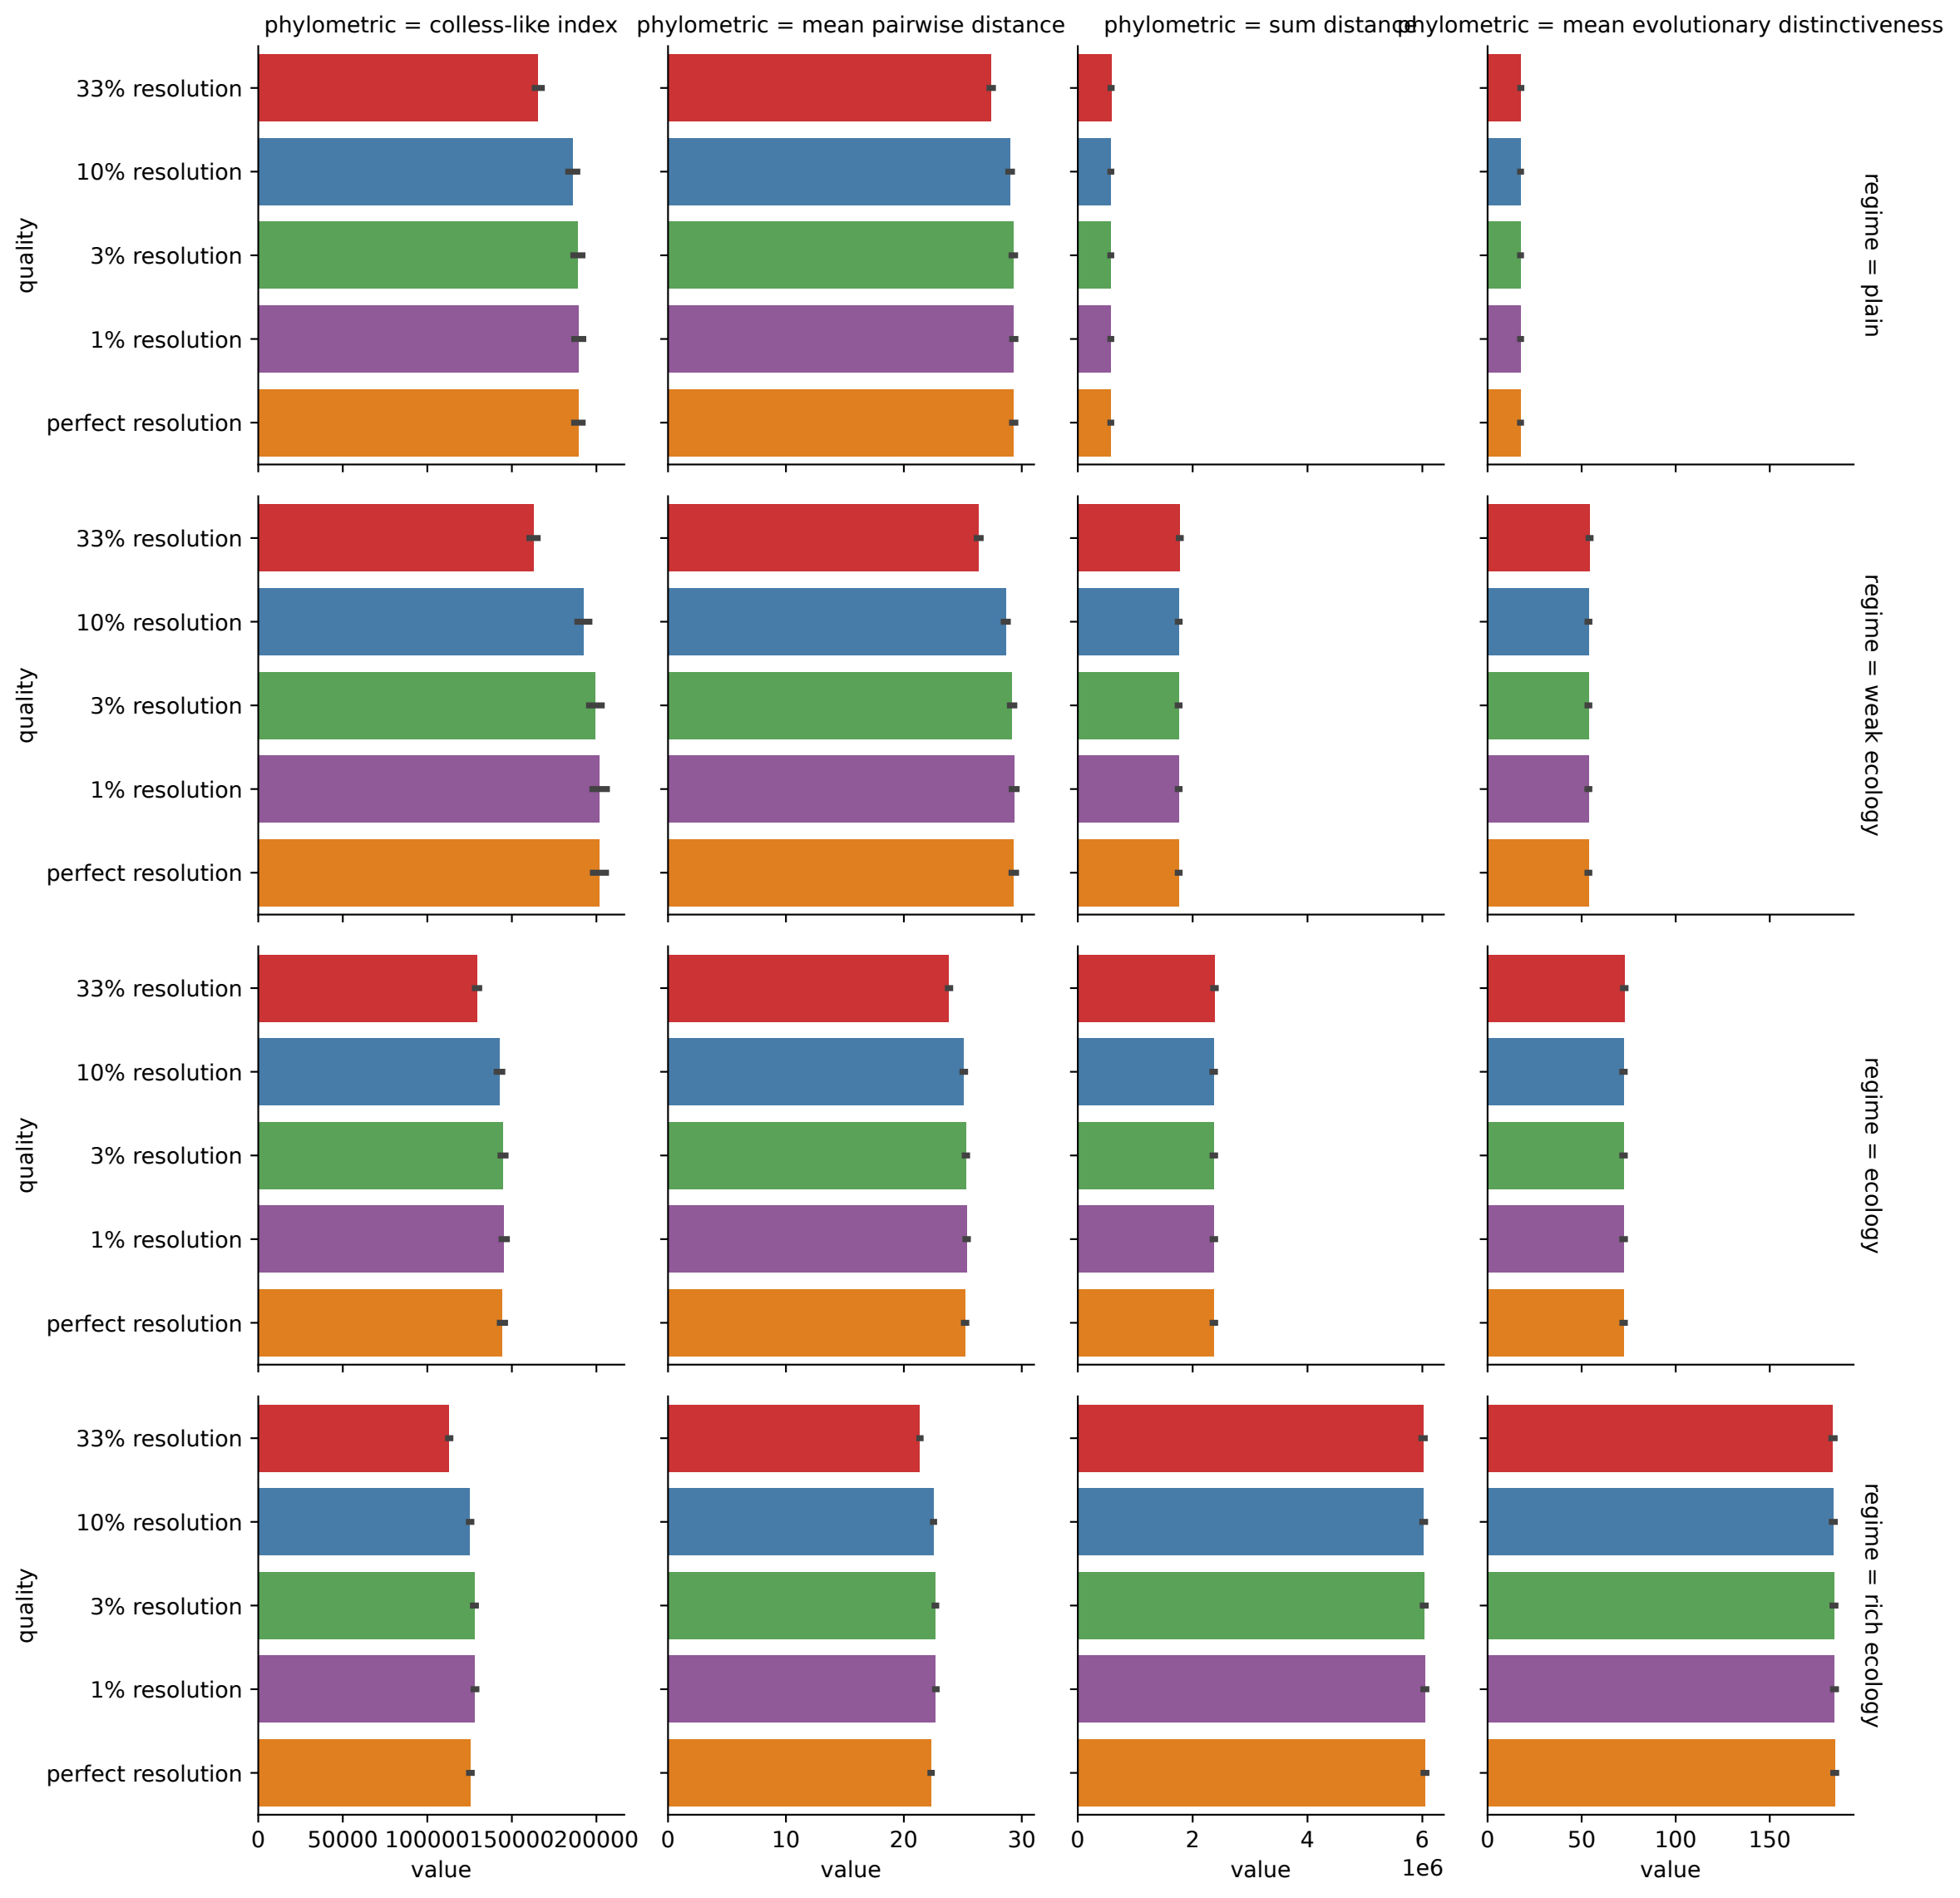 phylometric = colless-like index
phylometric = mean pairwise distance
phylometric = sum distance
phylometric = mean evolutionary distinctiveness
quality
33% resolution
10% resolution
3% resolution
1% resolution
perfect resolution
regime = plain
quality
33% resolution
10% resolution
3% resolution
1% resolution
perfect resolution
regime = weak ecology
quality
33% resolution
10% resolution
3% resolution
1% resolution
perfect resolution
regime = ecology
quality
33% resolution
10% resolution
3% resolution
1% resolution
perfect resolution
regime = rich ecology
0 50000 100000 150000 200000
value
0 10 20 30
value
0 2 4 6
1e6
value
0 50 100 150
value